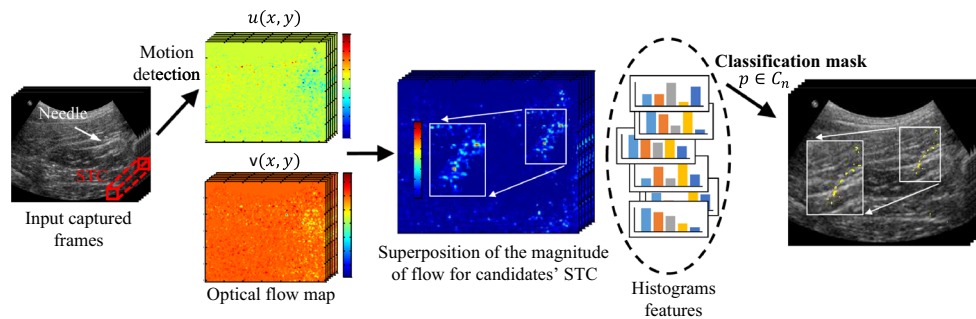 u(x, y)
Motion
detection
Needle
STC
Input captured
frames
v(x, y)
Optical flow map
Superposition of the magnitude
of flow for candidates' STC
Histograms
features
Classification mask
p ∈ Cₙ